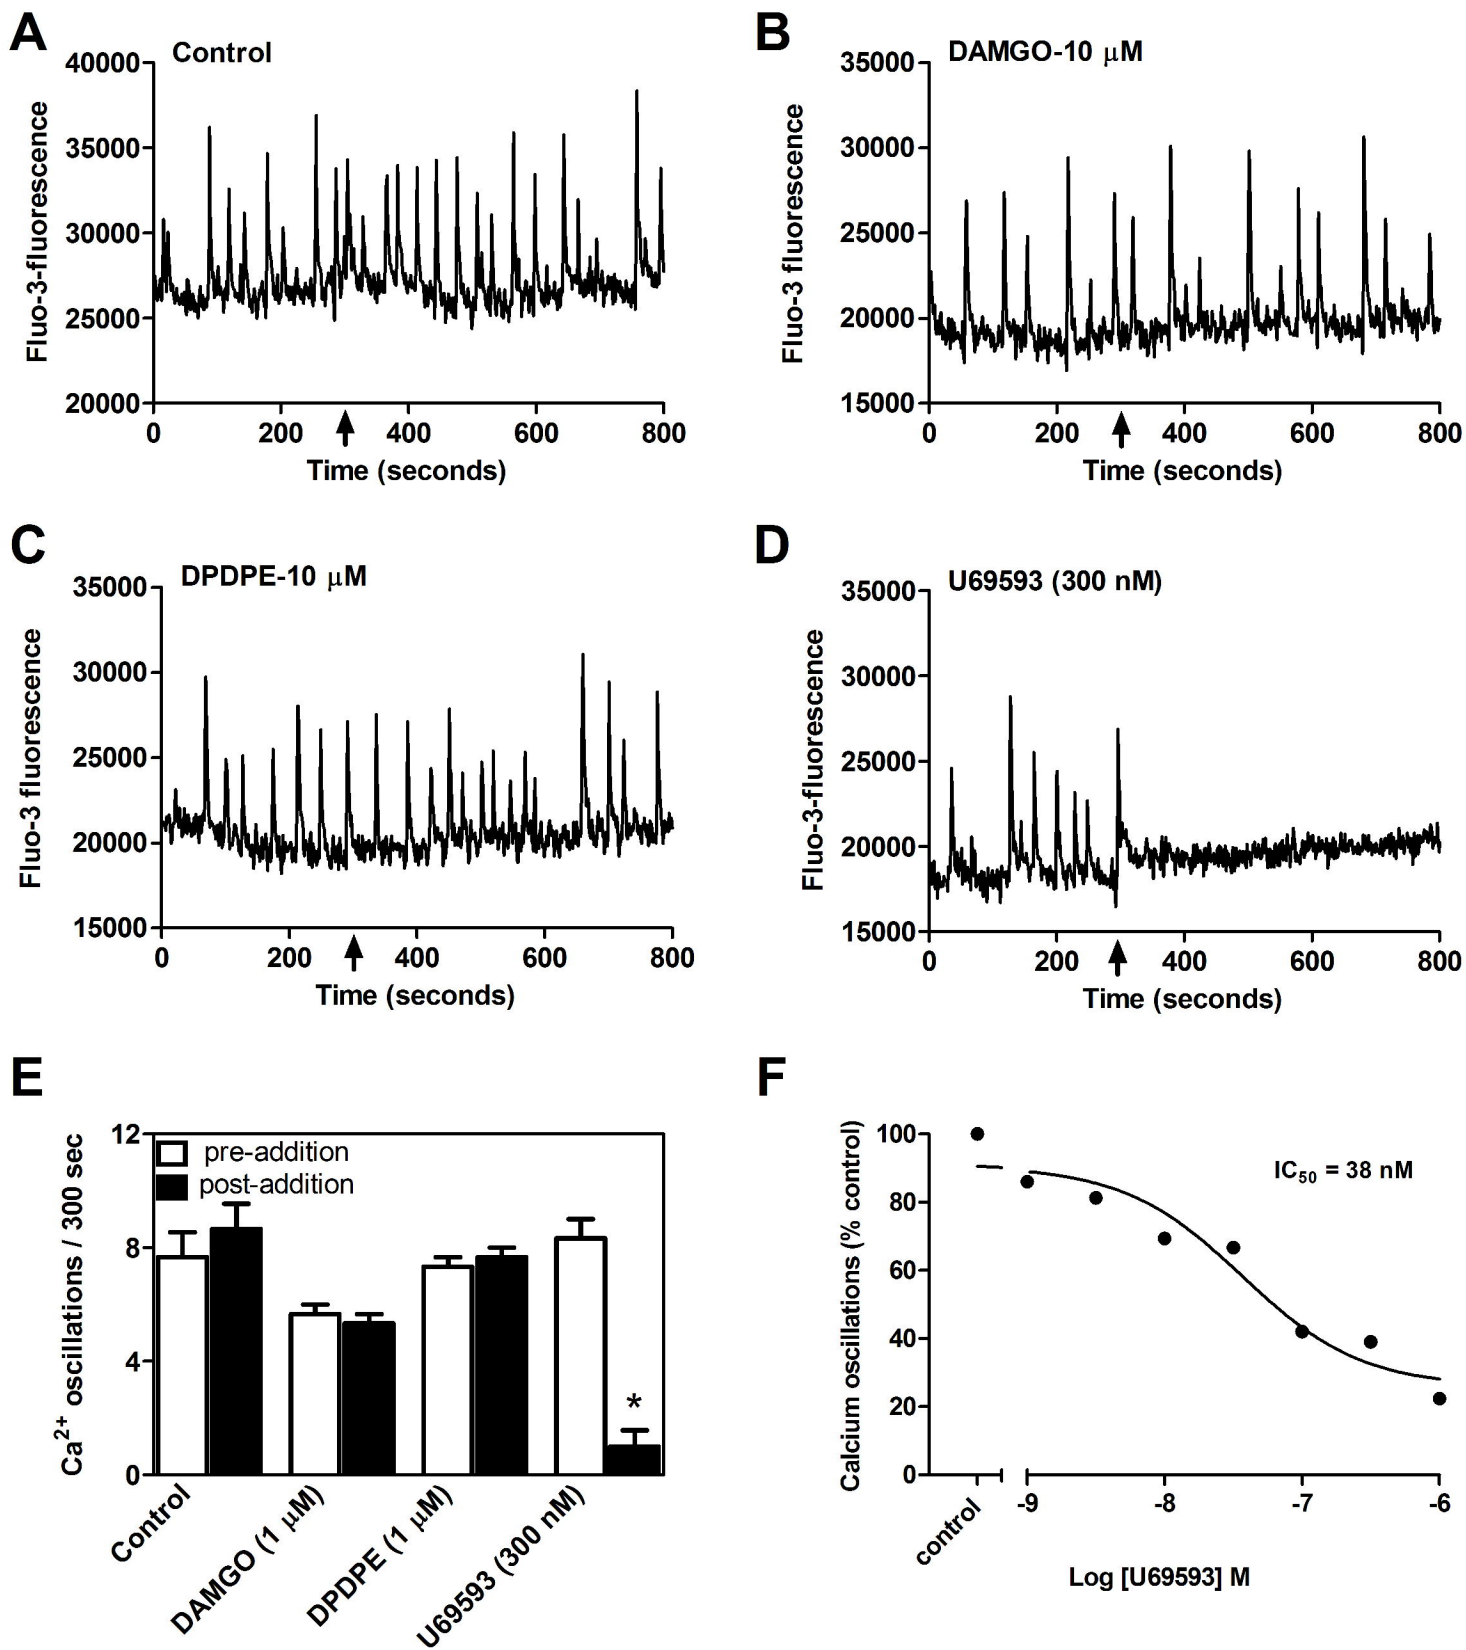 A
Control
40000
35000
30000
25000
20000
Fluo-3-fluorescence
0 200 400 600 800
Time (seconds)
B
DAMGO-10 μM
35000
30000
25000
20000
15000
Fluo-3 fluorescence
0 200 400 600 800
Time (seconds)
C
DPDPE-10 μM
35000
30000
25000
20000
15000
Fluo-3 fluorescence
0 200 400 600 800
Time (seconds)
D
U69593 (300 nM)
35000
30000
25000
20000
15000
Fluo-3-fluorescence
0 200 400 600 800
Time (seconds)
E
12
8
4
0
Ca2+ oscillations / 300 sec
pre-addition
post-addition
*
Control
DAMGO (1 μM)
DPDPE (1 μM)
U69593 (300 nM)
F
100
80
60
40
20
0
Calcium oscillations (% control)
IC50 = 38 nM
control -9 -8 -7 -6
Log [U69593] M